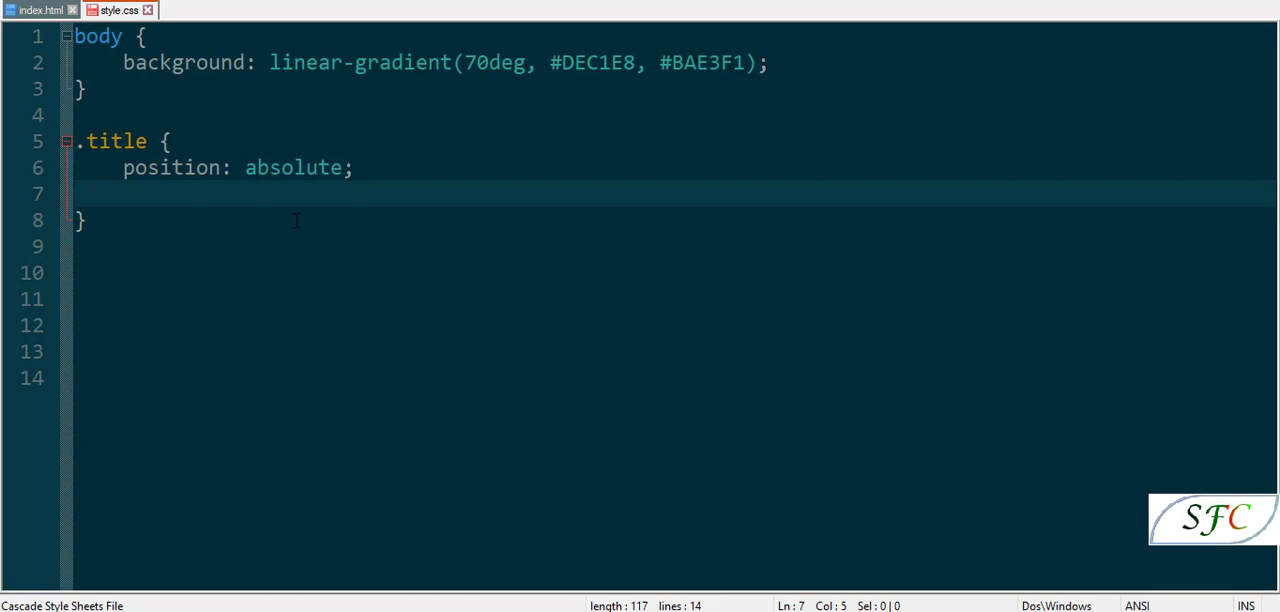 index.html style.css
1 body {
2 background: linear-gradient(70deg, #DEC1E8, #BAE3F1);
3 }
4
5 .title {
6 position: absolute;
7
8 }
9
10
11
12
13
14
SFC
Cascade Style Sheets File length : 117 lines : 14 Ln : 7 Col : 5 Sel : 0 | 0 Dos\Windows ANSI INS